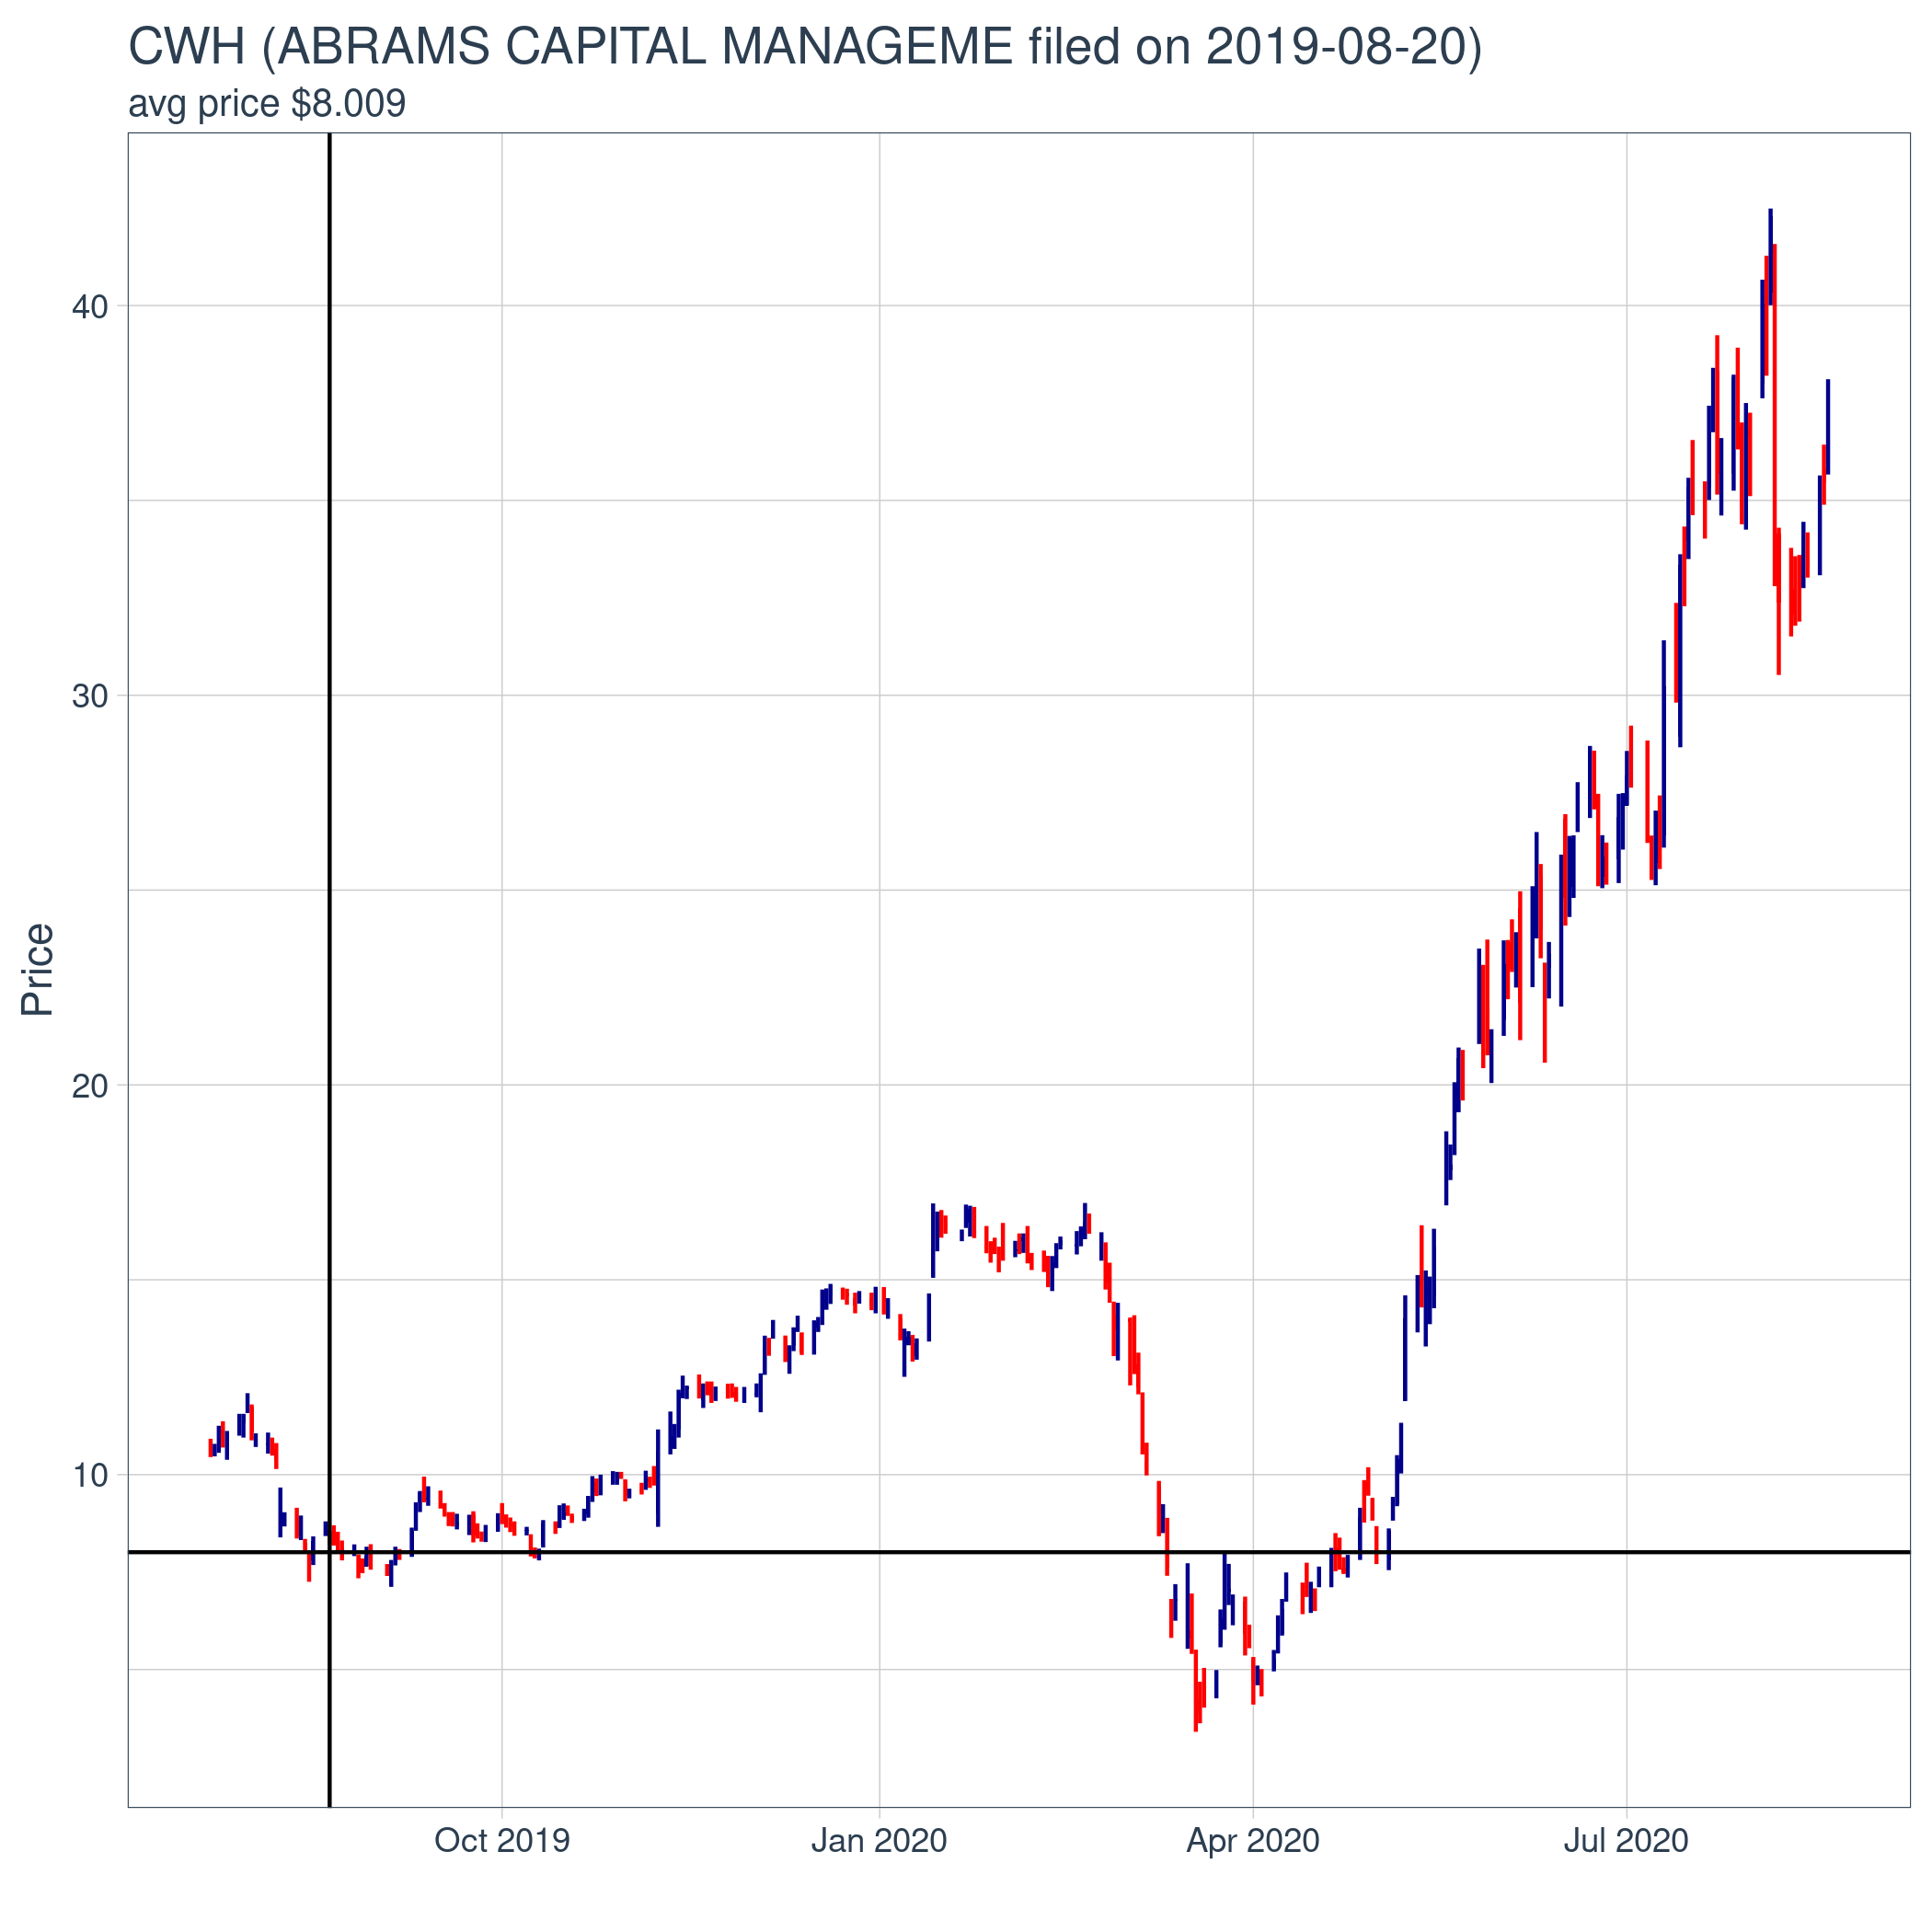 CWH (ABRAMS CAPITAL MANAGEME filed on 2019-08-20)
avg price $8.009
40
30
20
10
Price
Oct 2019
Jan 2020
Apr 2020
Jul 2020